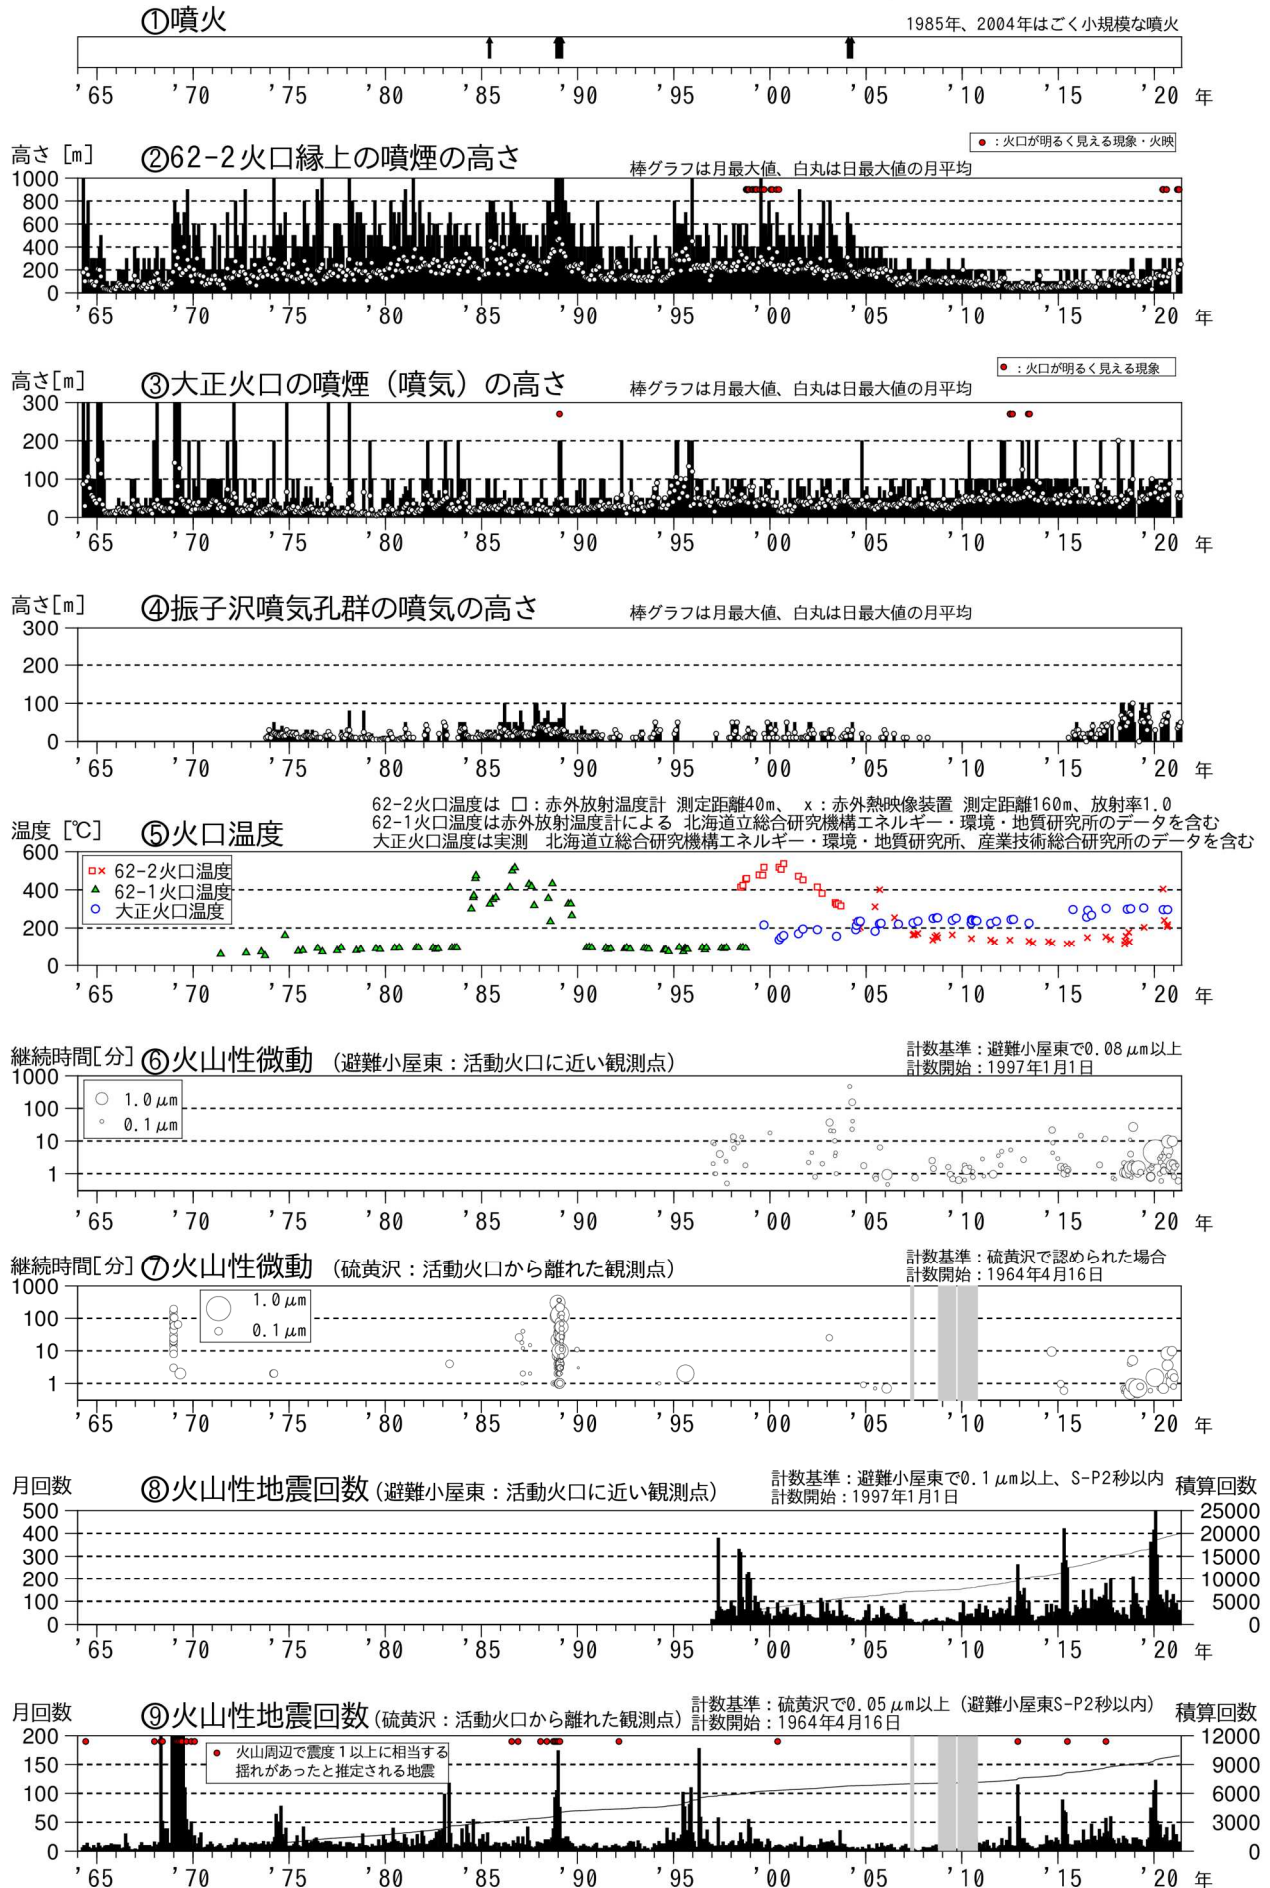 ①噴火
1985年、2004年はごく小規模な噴火
'65 '70 '75 '80 '85 '90 '95 '00 '05 '10 '15 '20 年
●：火口が明るく見える現象・火映
高さ [m]
②62-2火口縁上の噴煙の高さ
棒グラフは月最大値、白丸は日最大値の月平均
1000
800
600
400
200
0
'65 '70 '75 '80 '85 '90 '95 '00 '05 '10 '15 '20 年
●：火口が明るく見える現象
高さ[m]
③大正火口の噴煙（噴気）の高さ
棒グラフは月最大値、白丸は日最大値の月平均
300
200
100
0
'65 '70 '75 '80 '85 '90 '95 '00 '05 '10 '15 '20 年
高さ[m]
④振子沢噴気孔群の噴気の高さ
棒グラフは月最大値、白丸は日最大値の月平均
300
200
100
0
'65 '70 '75 '80 '85 '90 '95 '00 '05 '10 '15 '20 年
62-2火口温度は 口：赤外放射温度計 測定距離40m、 x：赤外熱映像装置 測定距離160m、放射率1.0
62-1火口温度は赤外放射温度計による 北海道立総合研究機構エネルギー・環境・地質研究所のデータを含む
大正火口温度は実測 北海道立総合研究機構エネルギー・環境・地質研究所、産業技術総合研究所のデータを含む
温度 [℃]
⑤火口温度
600
400
200
0
62-2火口温度
62-1火口温度
大正火口温度
'65 '70 '75 '80 '85 '90 '95 '00 '05 '10 '15 '20 年
継続時間[分]
⑥火山性微動 （避難小屋東：活動火口に近い観測点）
計数基準：避難小屋東で0.08μm以上
計数開始：1997年1月1日
1000
100
10
1
1.0μm
0.1μm
'65 '70 '75 '80 '85 '90 '95 '00 '05 '10 '15 '20 年
継続時間[分]
⑦火山性微動 （硫黄沢：活動火口から離れた観測点）
計数基準：硫黄沢で認められた場合
計数開始：1964年4月16日
1000
100
10
1
1.0μm
0.1μm
'65 '70 '75 '80 '85 '90 '95 '00 '05 '10 '15 '20 年
月回数
⑧火山性地震回数（避難小屋東：活動火口に近い観測点）
計数基準：避難小屋東で0.1μm以上、S-P2秒以内
計数開始：1997年1月1日
積算回数
500 25000
400 20000
300 15000
200 10000
100 5000
0 0
'65 '70 '75 '80 '85 '90 '95 '00 '05 '10 '15 '20 年
月回数
⑨火山性地震回数（硫黄沢：活動火口から離れた観測点）
計数基準：硫黄沢で0.05μm以上（避難小屋東S-P2秒以内）
計数開始：1964年4月16日
積算回数
200 12000
150 9000
100 6000
50 3000
0 0
火山周辺で震度１以上に相当する
揺れがあったと推定される地震
'65 '70 '75 '80 '85 '90 '95 '00 '05 '10 '15 '20 年